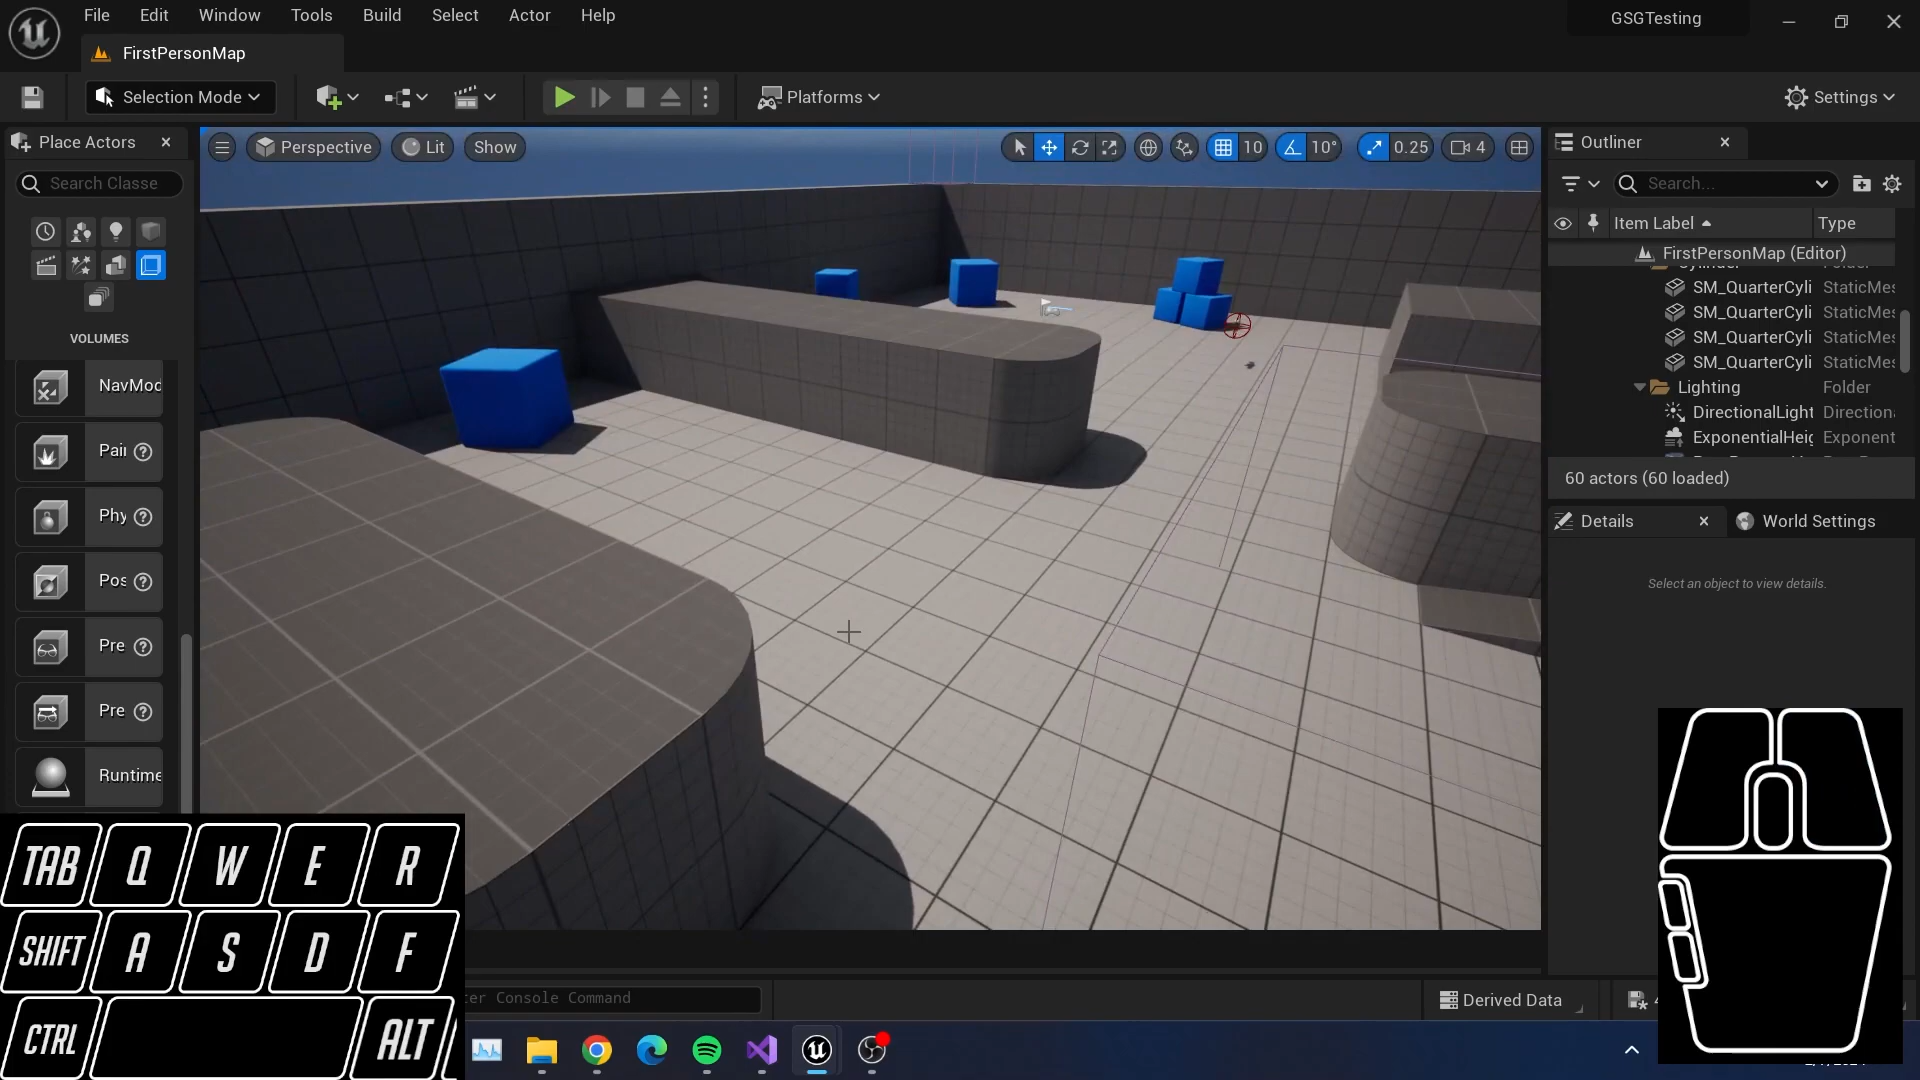 File Edit Window Tools Build Select Actor Help
GSGTesting
FirstPersonMap
Selection Mode
Platforms
Settings
Place Actors
Perspective
Lit
Show
10
10°
0.25
4
Outliner
Search Classe
Search...
Item Label
Type
FirstPersonMap (Editor)
SM_QuarterCyli StaticMes
SM_QuarterCyli StaticMes
SM_QuarterCyli StaticMes
SM_QuarterCyli StaticMes
Lighting Folder
DirectionalLight Directiona
ExponentialHeig Exponent
60 actors (60 loaded)
VOLUMES
NavMod
Pai
Phy
Pos
Pre
Pre
Runtime
Details
World Settings
Select an object to view details.
TAB Q W E R
SHIFT A S D F
CTRL ALT
ter Console Command
Derived Data